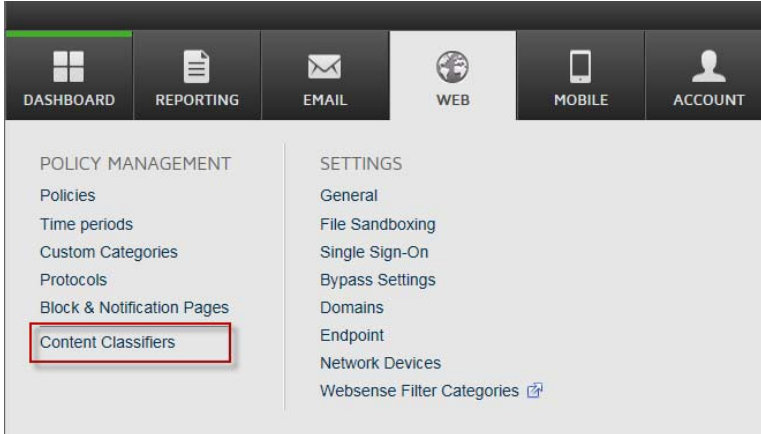 DASHBOARD
REPORTING
EMAIL
WEB
MOBILE
ACCOUNT
POLICY MANAGEMENT
Policies
Time periods
Custom Categories
Protocols
Block & Notification Pages
Content Classifiers
SETTINGS
General
File Sandboxing
Single Sign-On
Bypass Settings
Domains
Endpoint
Network Devices
Websense Filter Categories